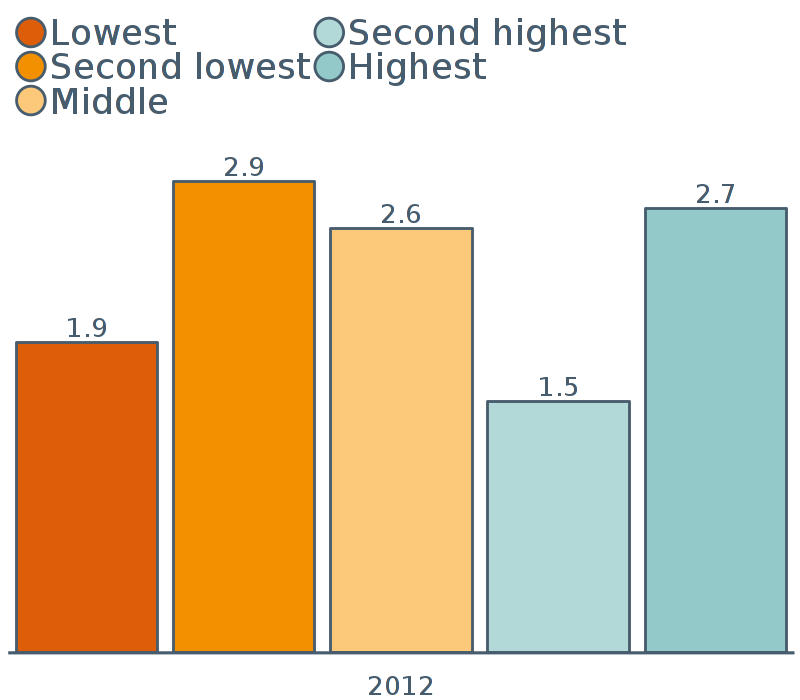 Lowest
Second lowest
Middle
Second highest
Highest
1.9
2.9
2.6
1.5
2.7
2012